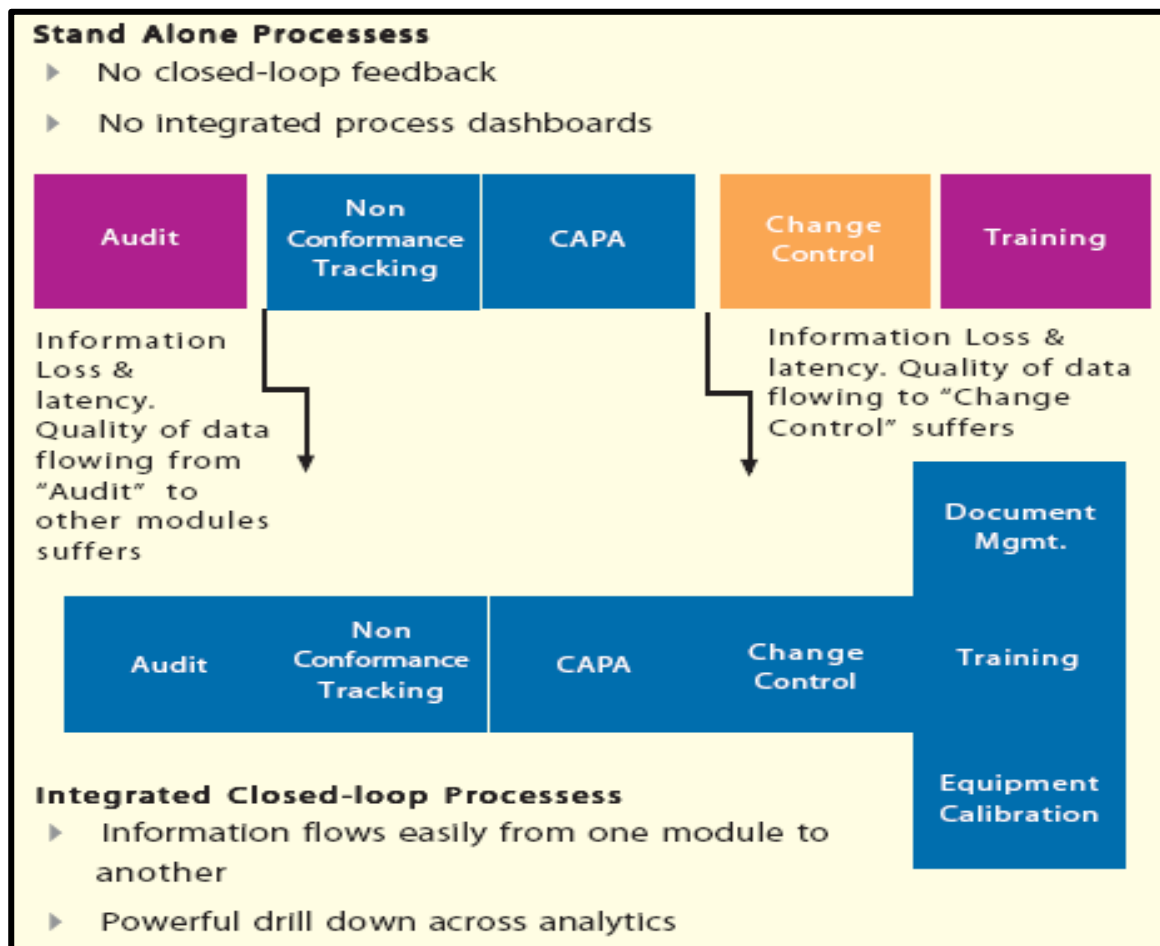 Stand Alone Processess
No closed-loop feedback
No integrated process dashboards
Audit
Non
Conformance
Tracking
CAPA
Change
Control
Training
Information
Loss &
latency.
Quality of data
flowing from
“Audit” to
other modules
suffers
Information Loss &
latency. Quality of data
flowing to “Change
Control” suffers
Document
Mgmt.
Audit
Non
Conformance
Tracking
CAPA
Change
Control
Training
Equipment
Calibration
Integrated Closed-loop Processess
Information flows easily from one module to
another
Powerful drill down across analytics